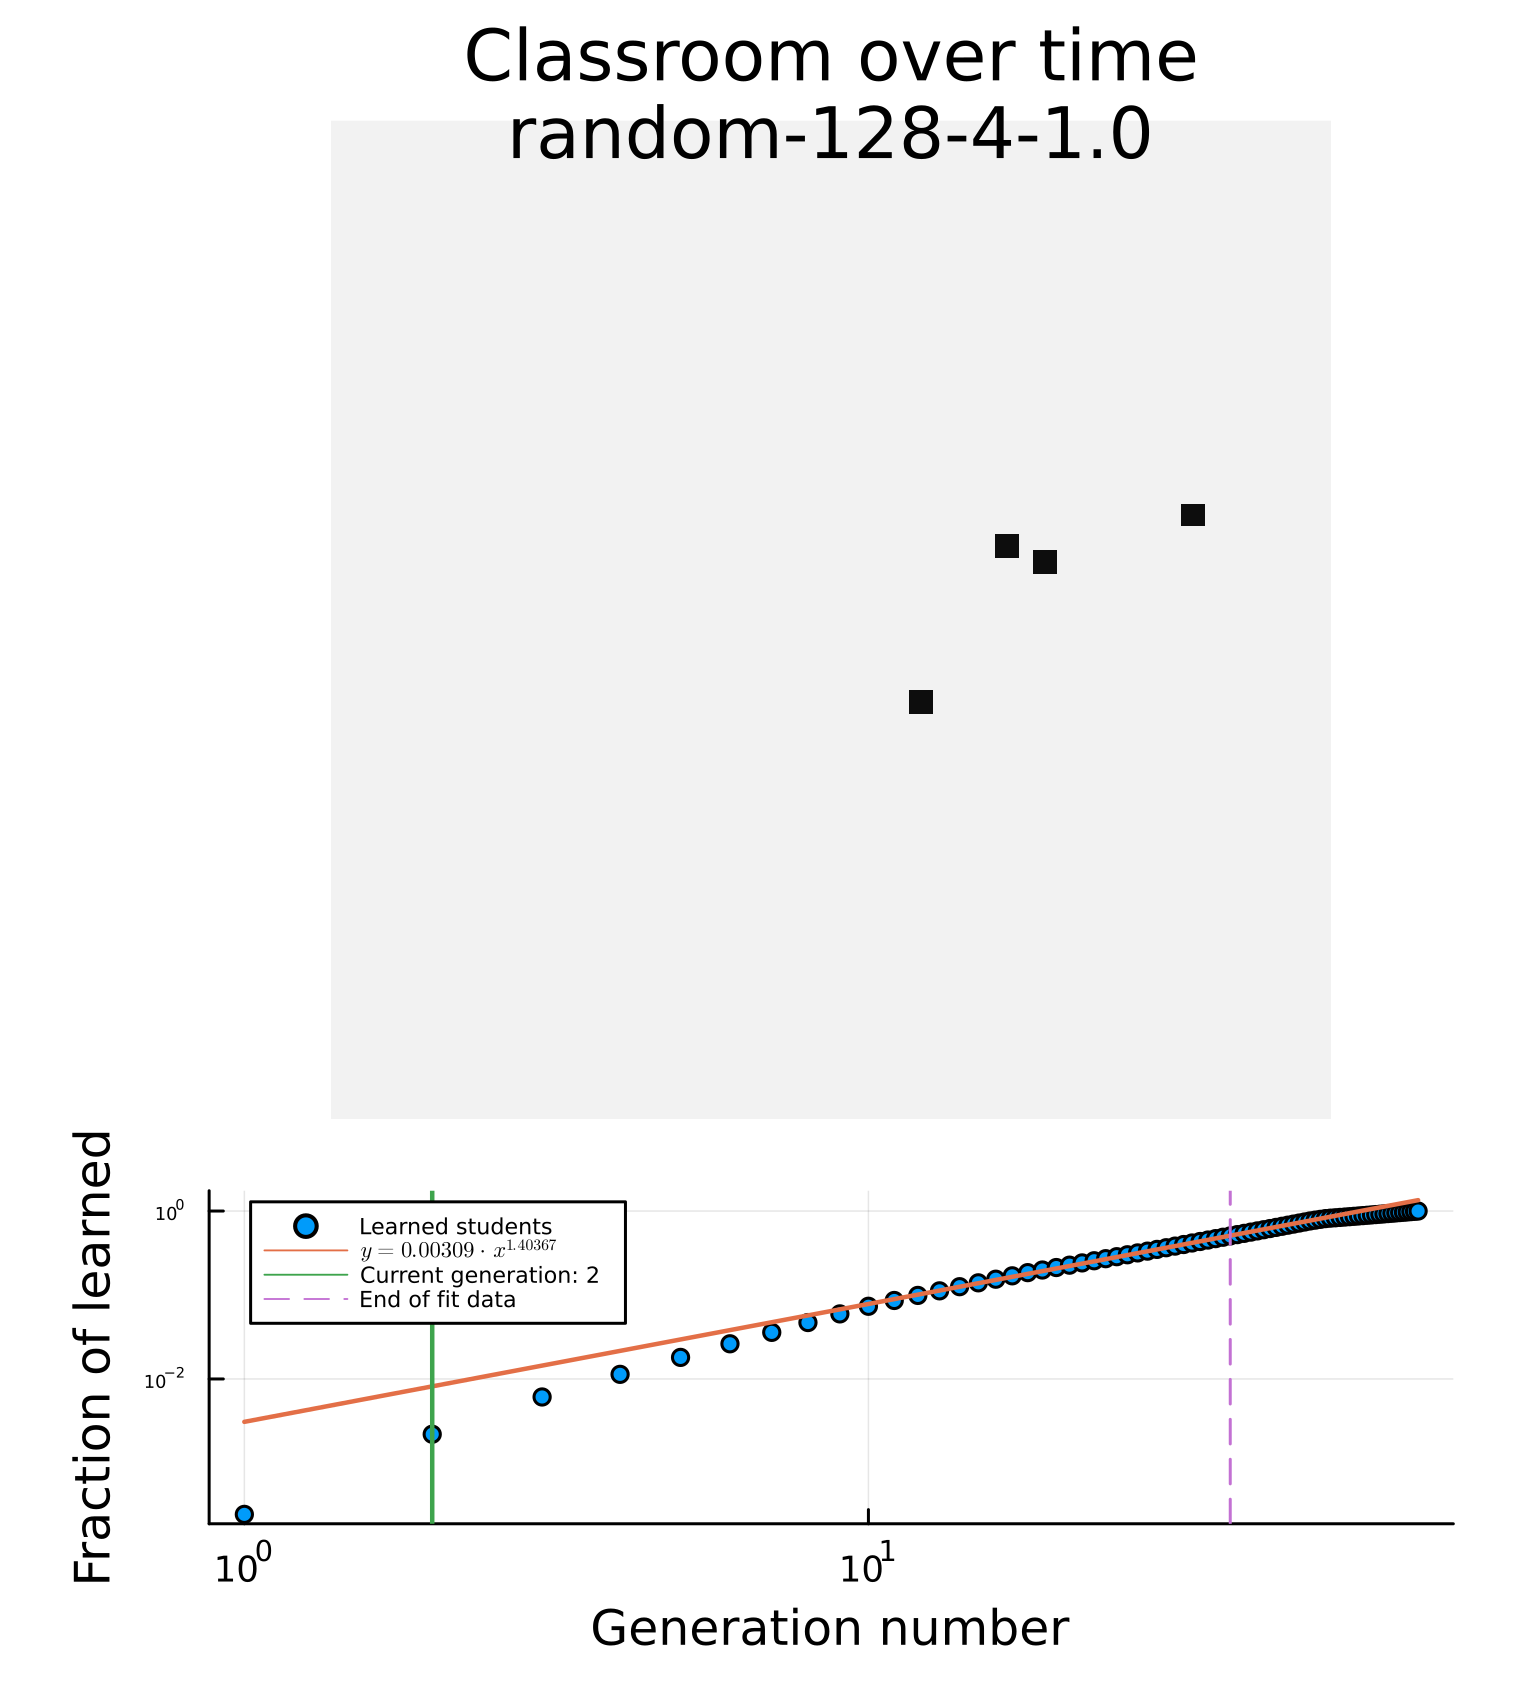 Classroom over time
random-128-4-1.0
Fraction of learned
10⁰
10⁻²
Learned students
y = 0.00309 · x^1.40367
Current generation: 2
End of fit data
10⁰
10¹
Generation number